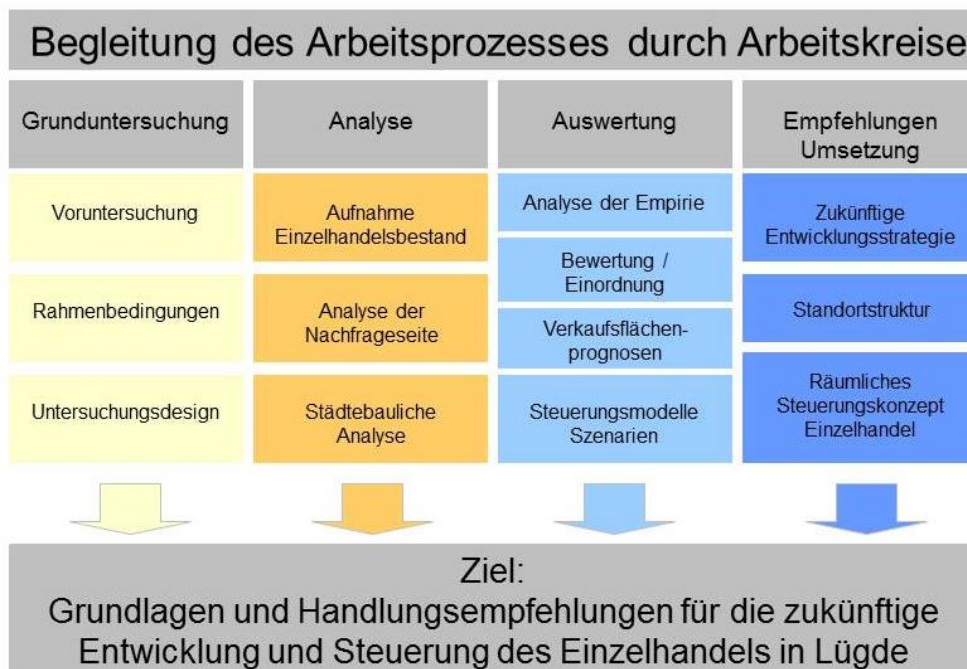 Begleitung des Arbeitsprozesses durch Arbeitskreise
Grunduntersuchung
Analyse
Auswertung
Empfehlungen
Umsetzung
Voruntersuchung
Rahmenbedingungen
Untersuchungsdesign
Aufnahme
Einzelhandelsbestand
Analyse der
Nachfrageseite
Städtebauliche
Analyse
Analyse der Empirie
Bewertung /
Einordnung
Verkaufsflächen-
prognosen
Steuerungsmodelle
Szenarien
Zukünftige
Entwicklungsstrategie
Standortstruktur
Räumliches
Steuerungskonzept
Einzelhandel
Ziel:
Grundlagen und Handlungsempfehlungen für die zukünftige
Entwicklung und Steuerung des Einzelhandels in Lügde